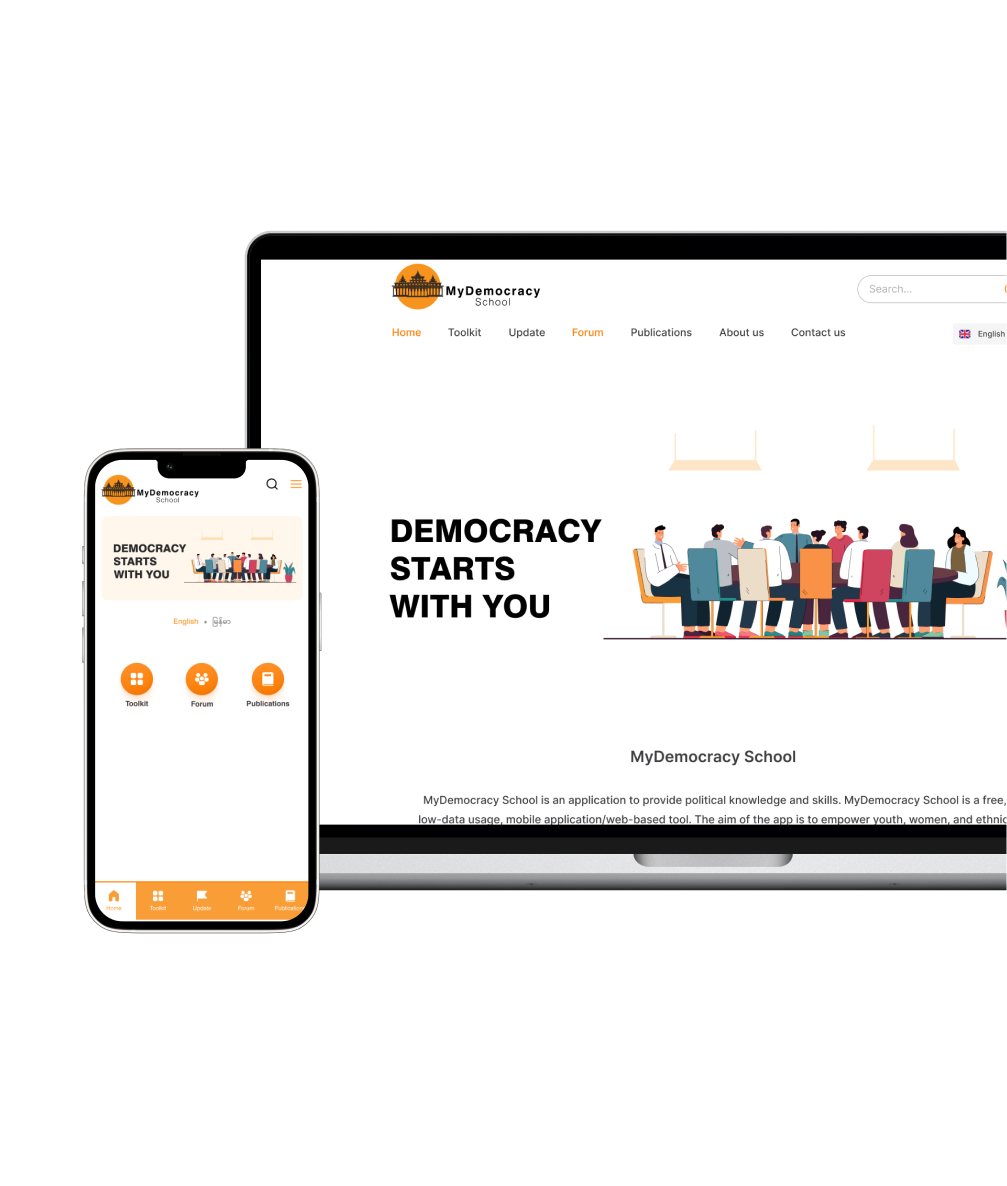 MyDemocracy
School
Search...
Home Toolkit Update Forum Publications About us Contact us
English
DEMOCRACY
STARTS
WITH YOU
MyDemocracy School
MyDemocracy School is an application to provide political knowledge and skills. MyDemocracy School is a free,
low-data usage, mobile application/web-based tool. The aim of the app is to empower youth, women, and ethnic
MyDemocracy
School
DEMOCRACY
STARTS
WITH YOU
English • မြန်မာ
Toolkit Forum Publications
Home Toolkit Update Forum Publications